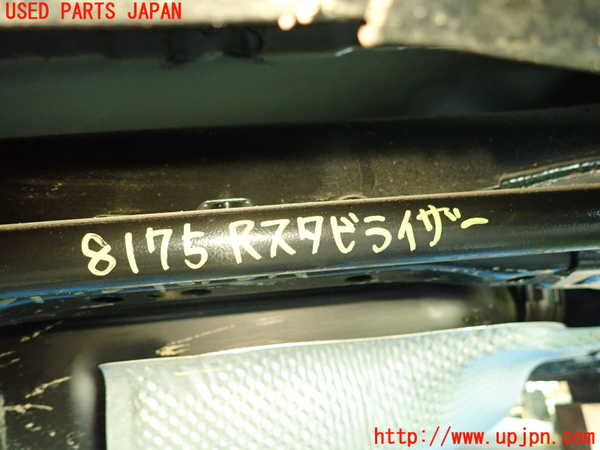 USED PARTS JAPAN
8175 Rスタビライザー
http://www.upjpn.com/